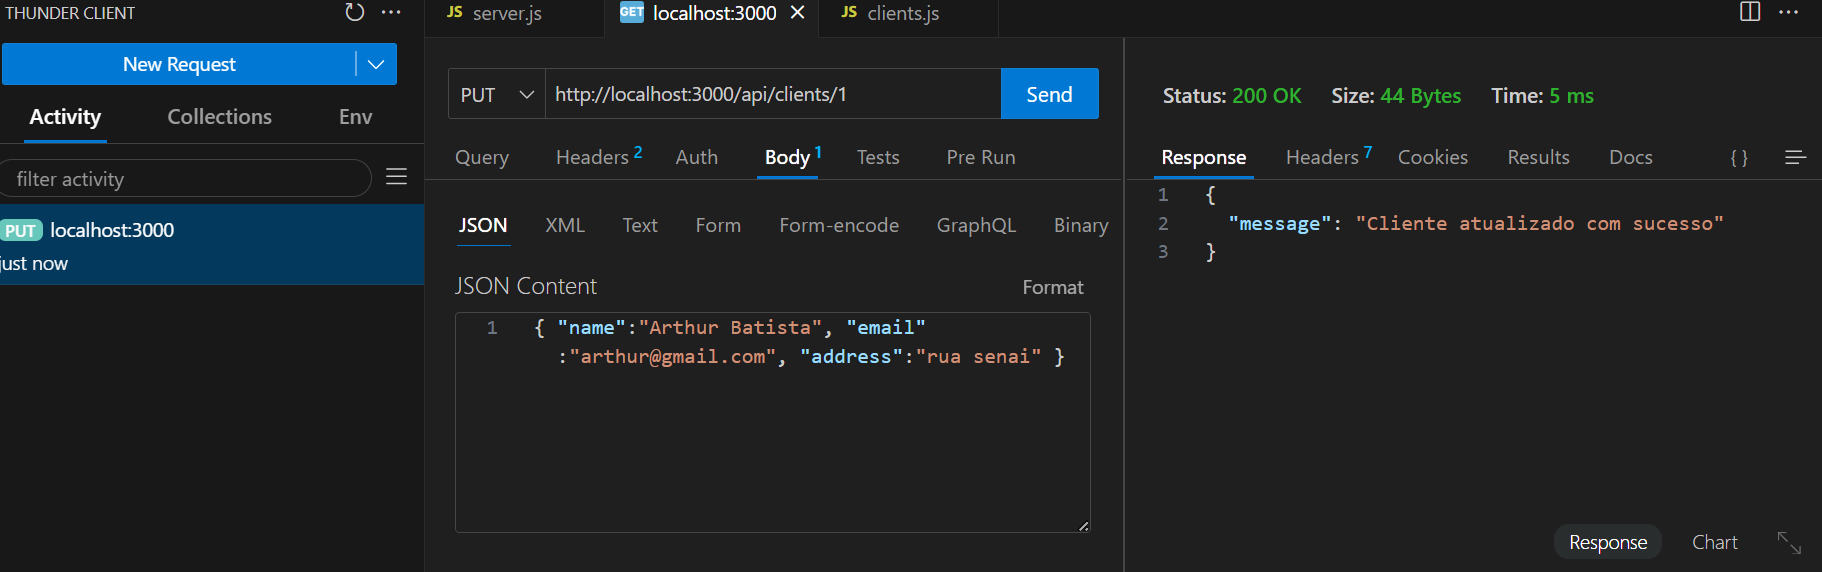 THUNDER CLIENT
New Request
Activity Collections Env
filter activity
PUT localhost:3000
just now
JS server.js GET localhost:3000 JS clients.js
PUT http://localhost:3000/api/clients/1 Send
Query Headers 2 Auth Body 1 Tests Pre Run
JSON XML Text Form Form-encode GraphQL Binary
JSON Content Format
1 { "name":"Arthur Batista", "email"
:"arthur@gmail.com", "address":"rua senai" }
Status: 200 OK Size: 44 Bytes Time: 5 ms
Response Headers 7 Cookies Results Docs { }
1 {
2 "message": "Cliente atualizado com sucesso"
3 }
Response Chart